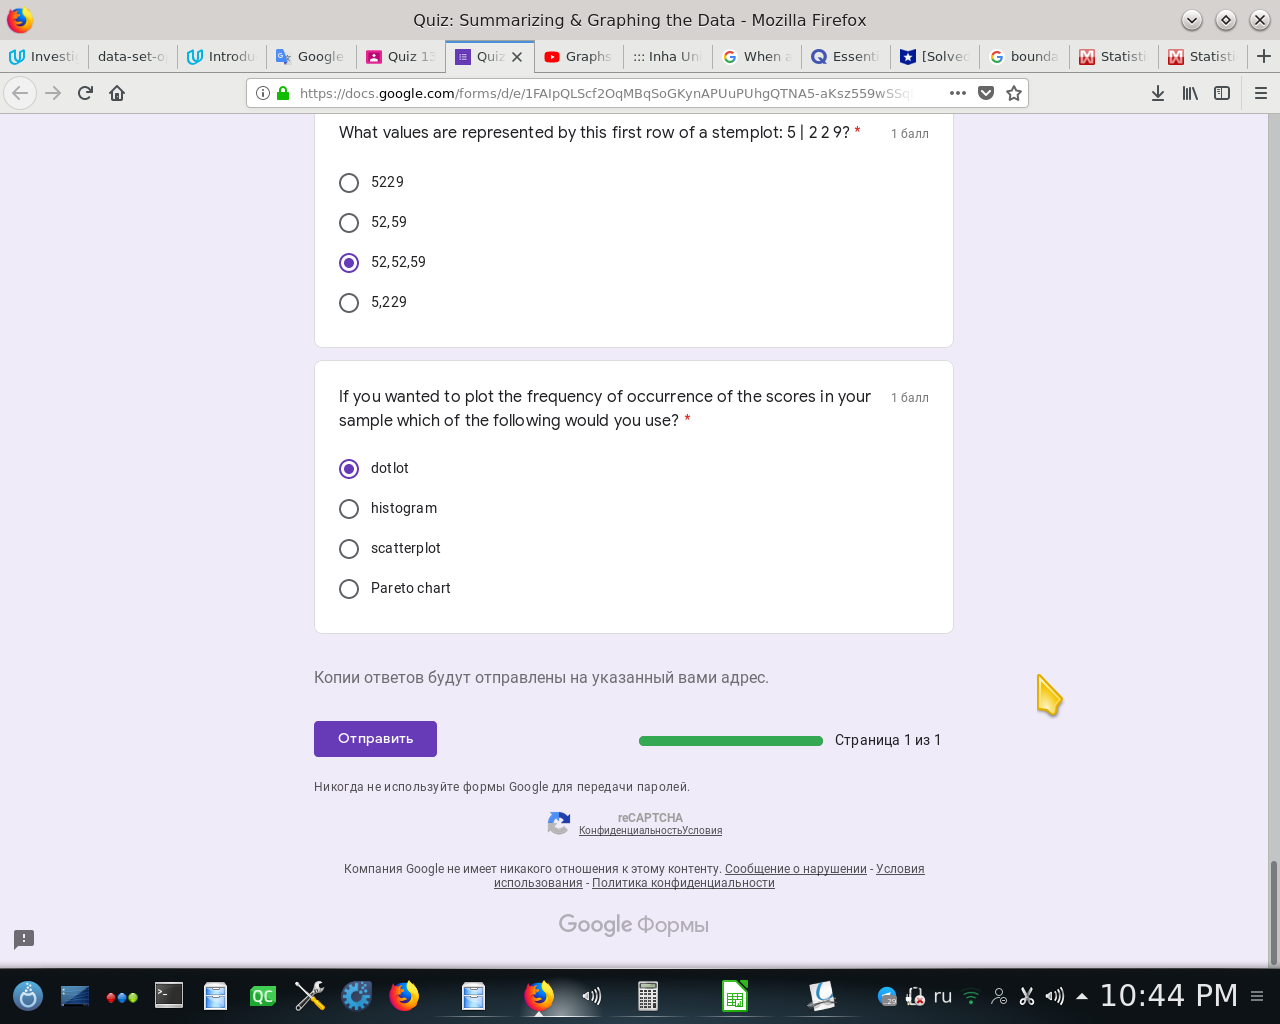 Quiz: Summarizing & Graphing the Data - Mozilla Firefox
Investi data-set-o Introdu Google Quiz 13 Quiz Graphs ::: Inha Uni When a Essenti [Solved bounda Statisti Statisti
https://docs.google.com/forms/d/e/1FAIpQLScf2OqMBqSoGKynAPUuPUhgQTNA5-aKsz559wSSq
What values are represented by this first row of a stemplot: 5 | 2 2 9? * 1 балл
5229
52,59
52,52,59
5,229
If you wanted to plot the frequency of occurrence of the scores in your 1 балл
sample which of the following would you use? *
dotlot
histogram
scatterplot
Pareto chart
Копии ответов будут отправлены на указанный вами адрес.
Отправить Страница 1 из 1
Никогда не используйте формы Google для передачи паролей.
reCAPTCHA
КонфиденциальностьУсловия
Компания Google не имеет никакого отношения к этому контенту. Сообщение о нарушении - Условия
использования - Политика конфиденциальности
Google Формы
QC 29 ru 10:44 PM